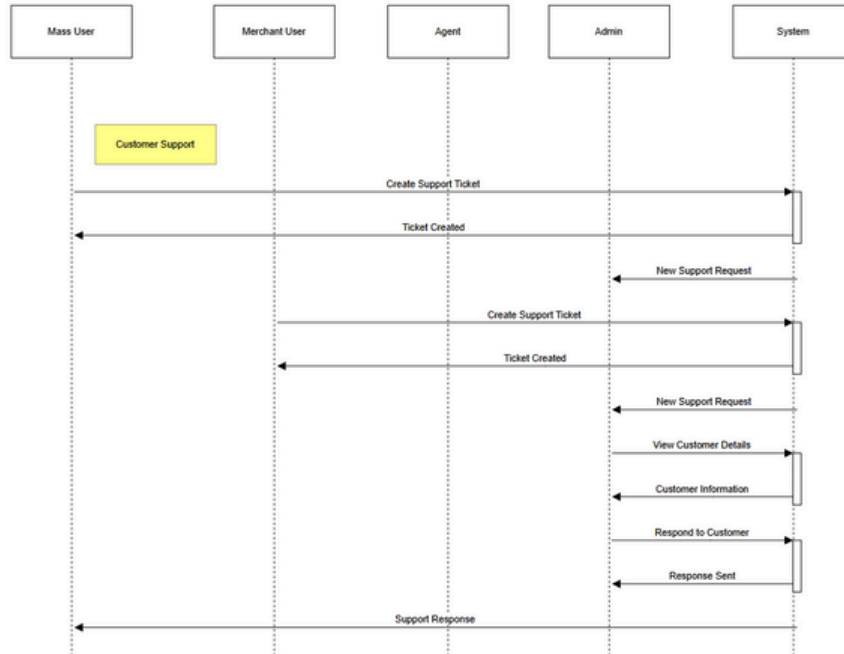 Mass User
Merchant User
Agent
Admin
System
Customer Support
Create Support Ticket
Ticket Created
New Support Request
Create Support Ticket
Ticket Created
New Support Request
View Customer Details
Customer Information
Respond to Customer
Response Sent
Support Response